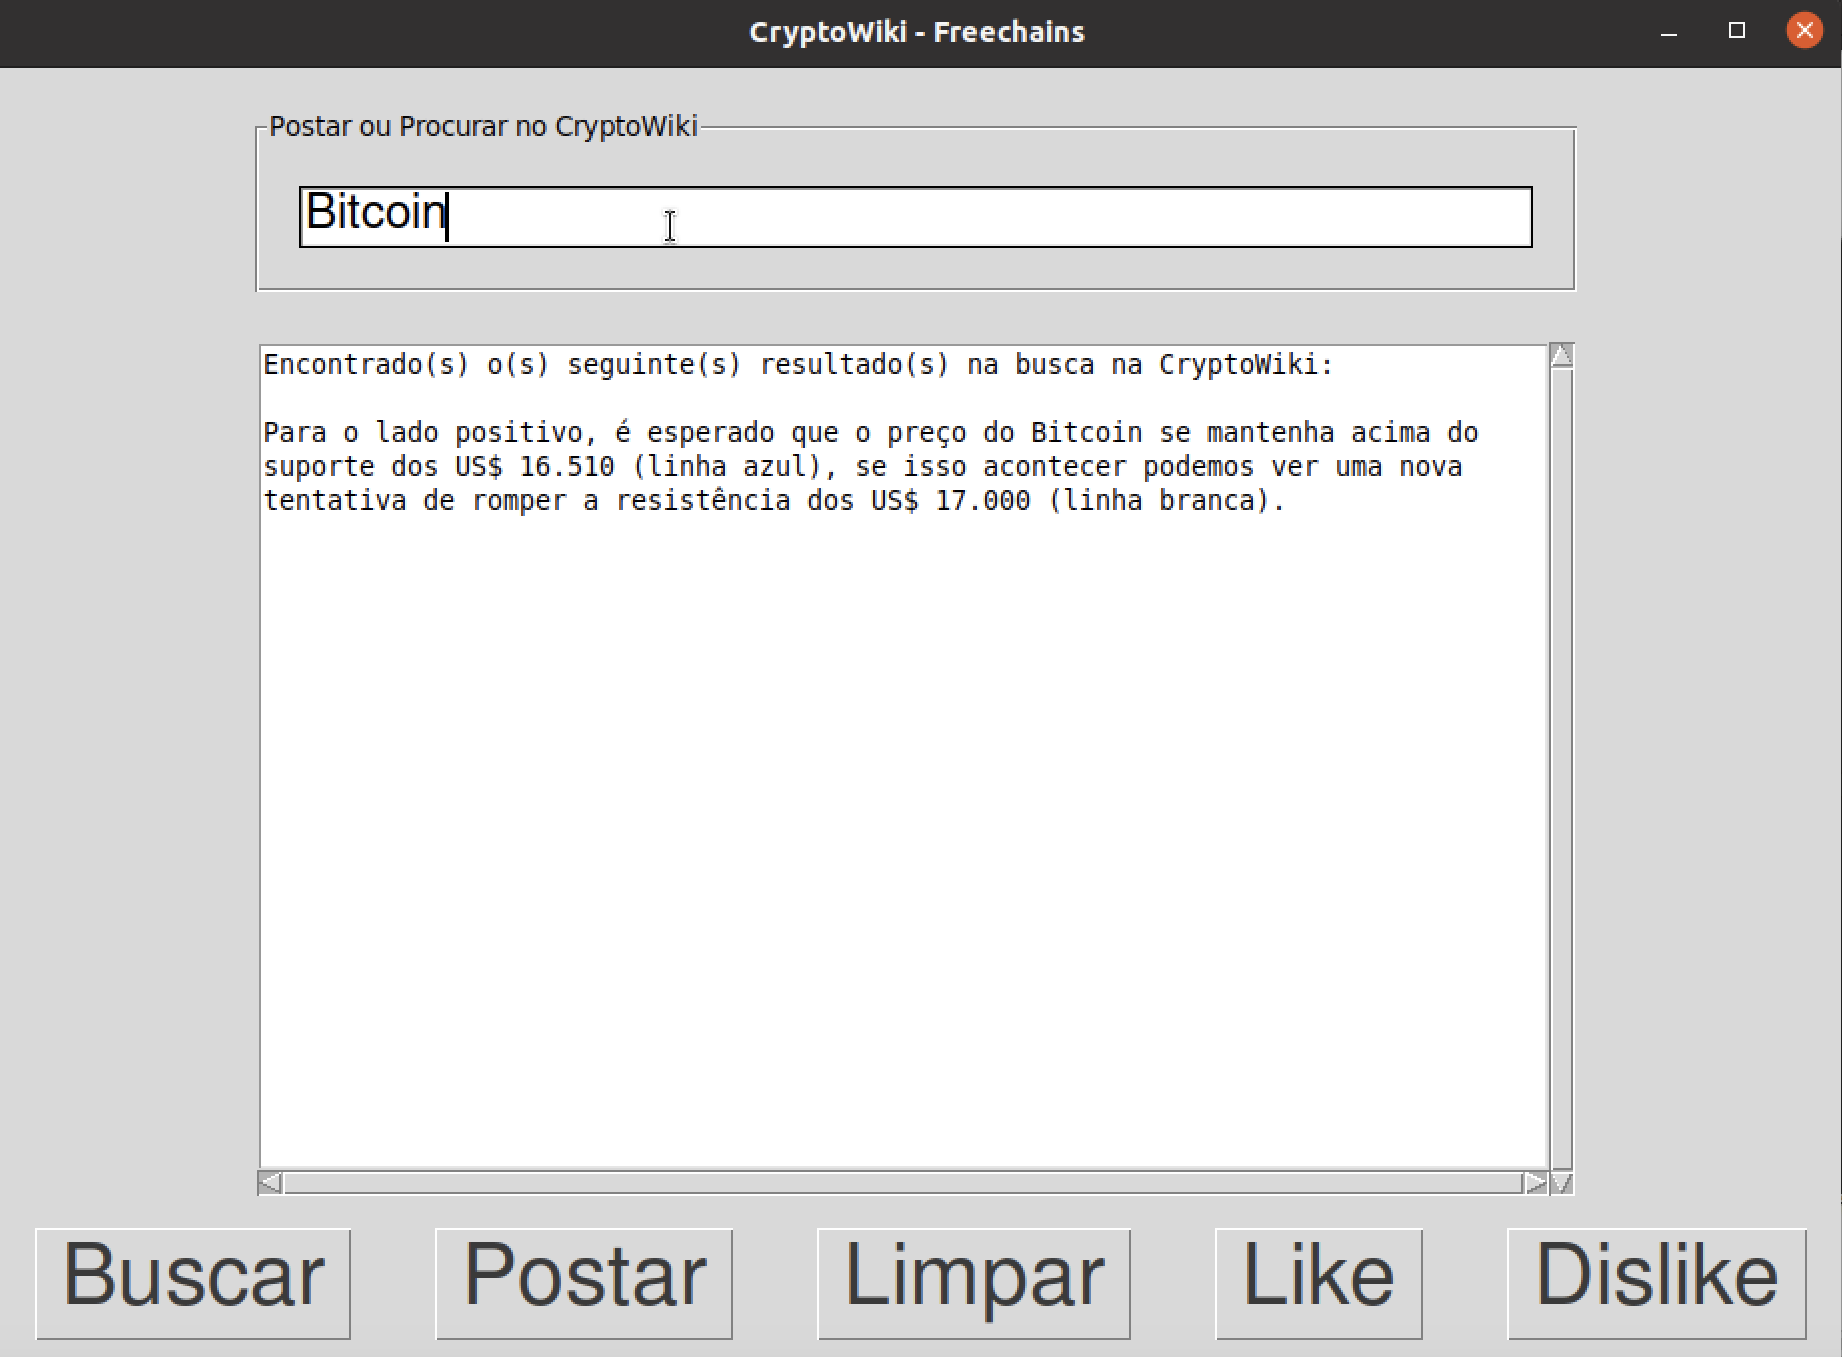 CryptoWiki - Freechains
Postar ou Procurar no CryptoWiki
Bitcoin
Encontrado(s) o(s) seguinte(s) resultado(s) na busca na CryptoWiki:
Para o lado positivo, é esperado que o preço do Bitcoin se mantenha acima do
suporte dos US$ 16.510 (linha azul), se isso acontecer podemos ver uma nova
tentativa de romper a resistência dos US$ 17.000 (linha branca).
Buscar Postar Limpar Like Dislike